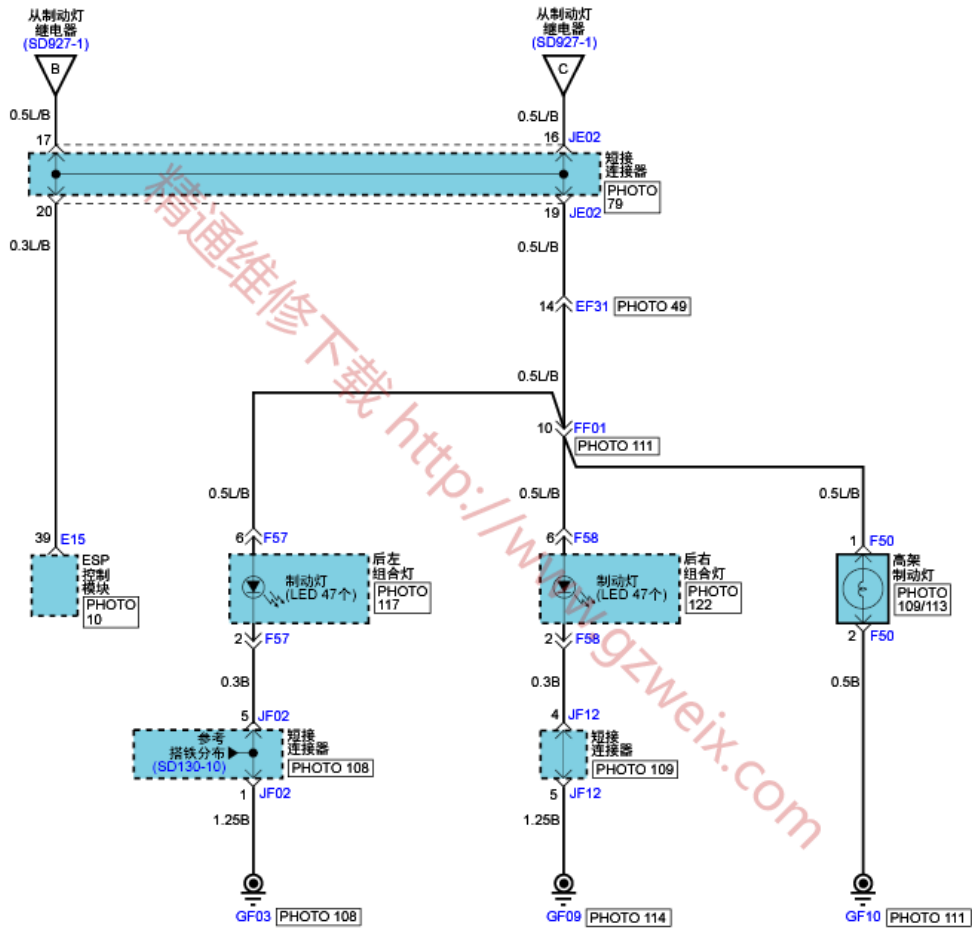 从制动灯
继电器
(SD927-1)
B
从制动灯
继电器
(SD927-1)
C
0.5L/B
0.5L/B
17
16 JE02
短接
连接器
PHOTO
79
20
19 JE02
0.3L/B
0.5L/B
14 EF31 PHOTO 49
0.5L/B
10 FF01
PHOTO 111
0.5L/B
0.5L/B
0.5L/B
39 E15
ESP
控制
模块
PHOTO
10
6 F57
制动灯
(LED 47个)
后左
组合灯
PHOTO
117
2 F57
6 F58
制动灯
(LED 47个)
后右
组合灯
PHOTO
122
2 F58
1 F50
高架
制动灯
PHOTO
109/113
2 F50
0.3B
0.3B
0.5B
5 JF02
参考
搭铁分布
(SD130-10)
短接
连接器
PHOTO 108
1 JF02
4 JF12
短接
连接器
PHOTO 109
5 JF12
1.25B
1.25B
GF03 PHOTO 108
GF09 PHOTO 114
GF10 PHOTO 111
精通维修下载 http://www.gzweix.com